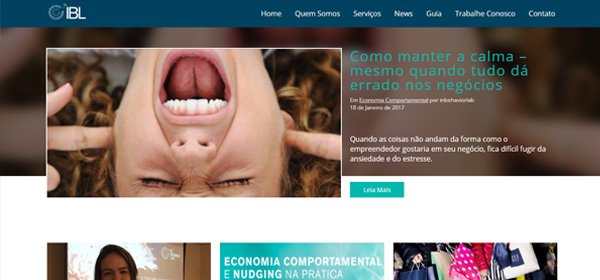 IBL
Home Quem Somos Serviços News Guia Trabalhe Conosco Contato
Como manter a calma –
mesmo quando tudo dá
errado nos negócios
Em Economia Comportamental por inbehaviorlab
18 de Janeiro de 2017
Quando as coisas não andam da forma como o
empreendedor gostaria em seu negócio, fica difícil fugir da
ansiedade e do estresse.
Leia Mais
ECONOMIA COMPORTAMENTAL
E NUDGING NA PRÁTICA